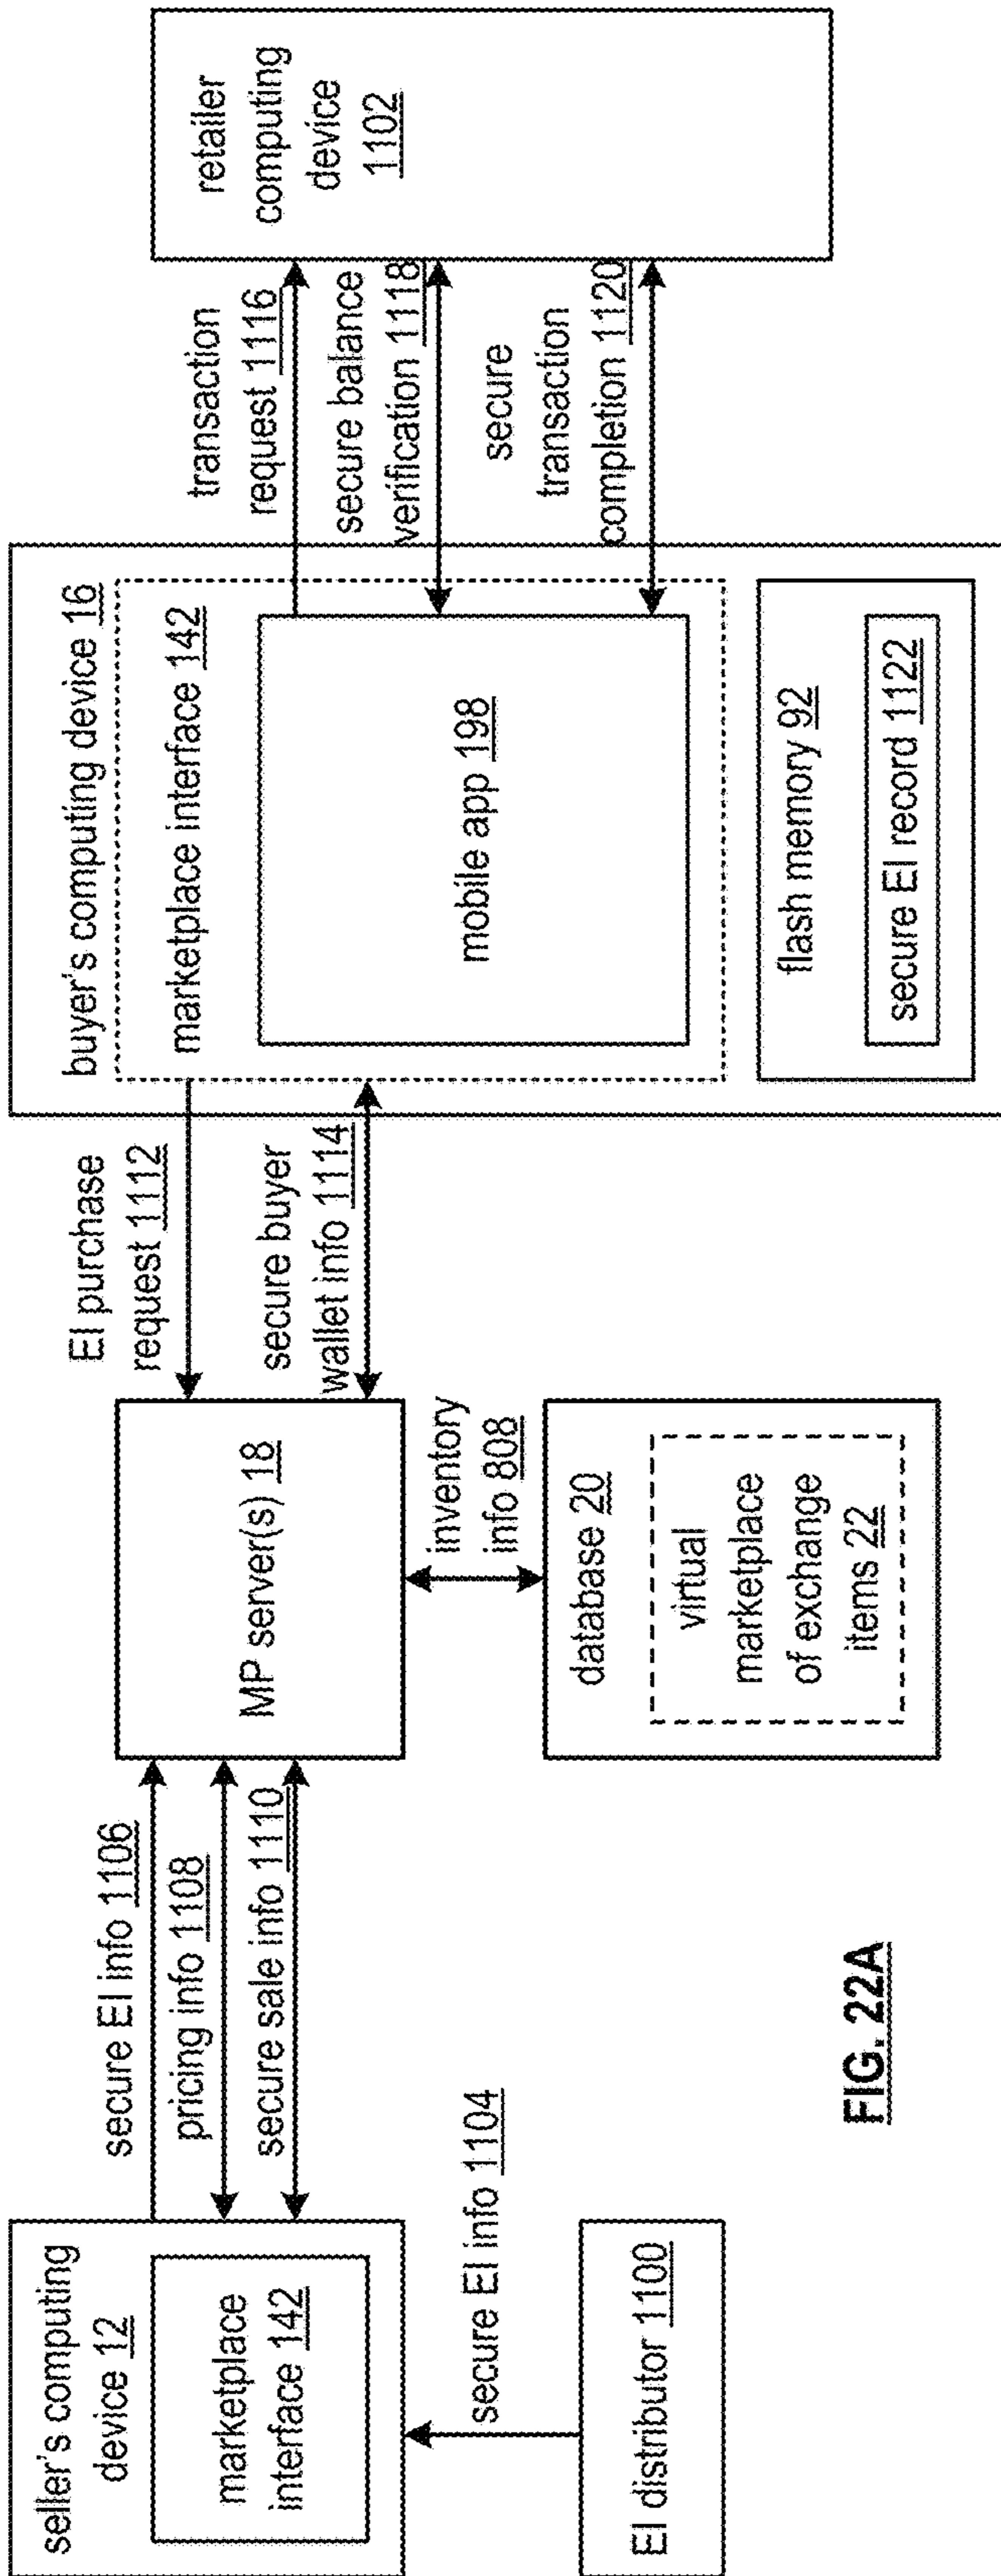 seller's computing
device 12
marketplace
interface 142
EI distributor 1100
secure EI info 1104
secure EI info 1106
pricing info 1108
secure sale info 1110
MP server(s) 18
inventory
info 808
database 20
virtual
marketplace
of exchange
items 22
EI purchase
request 1112
secure buyer
wallet info 1114
buyer's computing device 16
marketplace interface 142
mobile app 198
flash memory 92
secure EI record 1122
transaction
request 1116
secure balance
verification 1118
secure
transaction
completion 1120
retailer
computing
device
1102
FIG. 22A